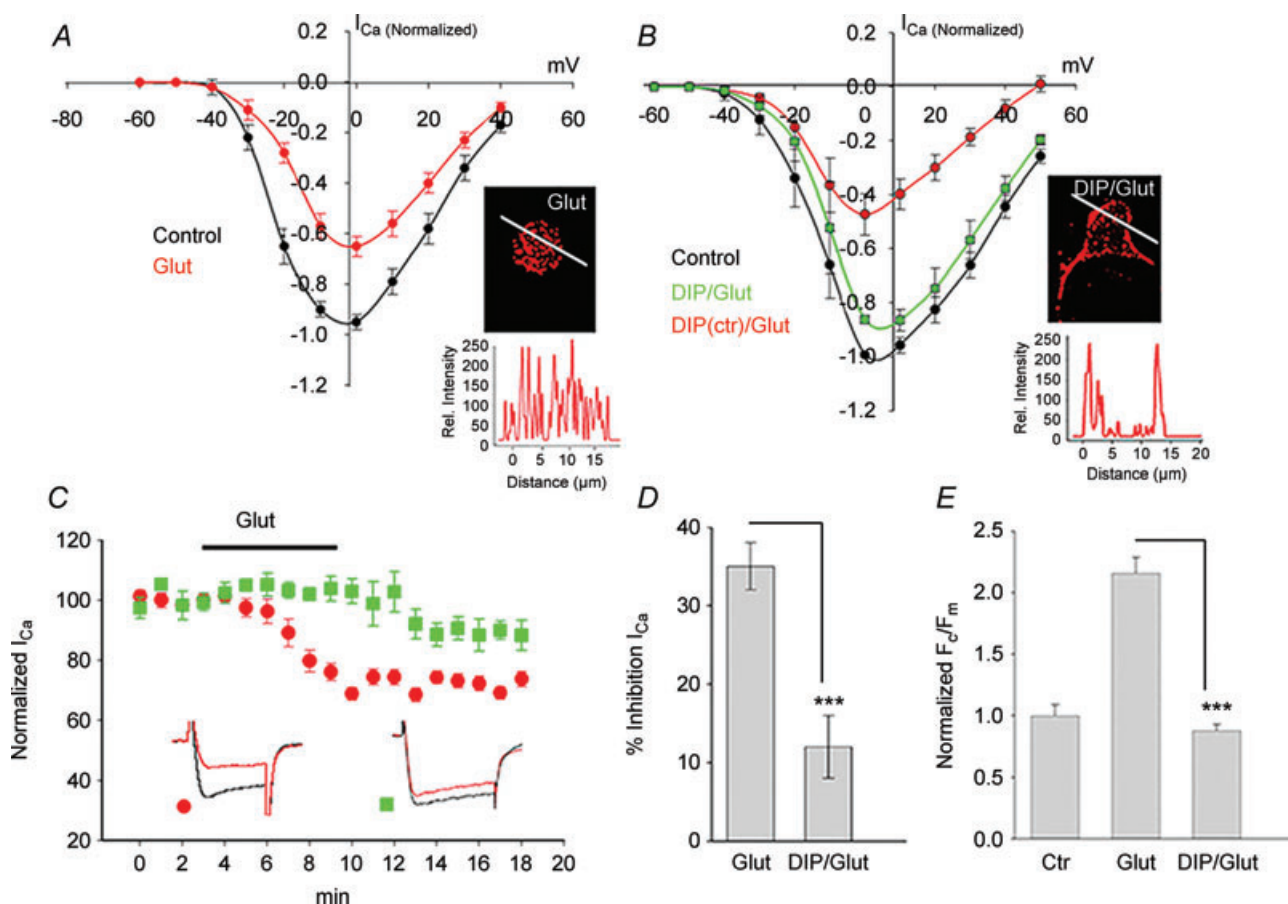 A
I Ca (Normalized)
mV
0.2
0.0
-0.2
-0.4
-0.6
-0.8
-1.0
-1.2
-80 -60 -40 -20 0 20 40 60
Control
Glut
Glut
Rel. Intensity
250
200
150
100
50
0
0 5 10 15
Distance (µm)
B
I Ca (Normalized)
mV
0.2
0.0
-0.2
-0.4
-0.6
-0.8
-1.0
-1.2
-60 -40 -20 0 20 40 60
Control
DIP/Glut
DIP(ctr)/Glut
DIP/Glut
Rel. Intensity
250
200
150
100
50
0
0 5 10 15 20
Distance (µm)
C
Glut
Normalized I Ca
120
100
80
60
40
20
0 2 4 6 8 10 12 14 16 18 20
min
D
% Inhibition I Ca
40
30
20
10
0
***
Glut DIP/Glut
E
Normalized Fc/Fm
2.5
2.0
1.5
1.0
0.5
0.0
***
Ctr Glut DIP/Glut